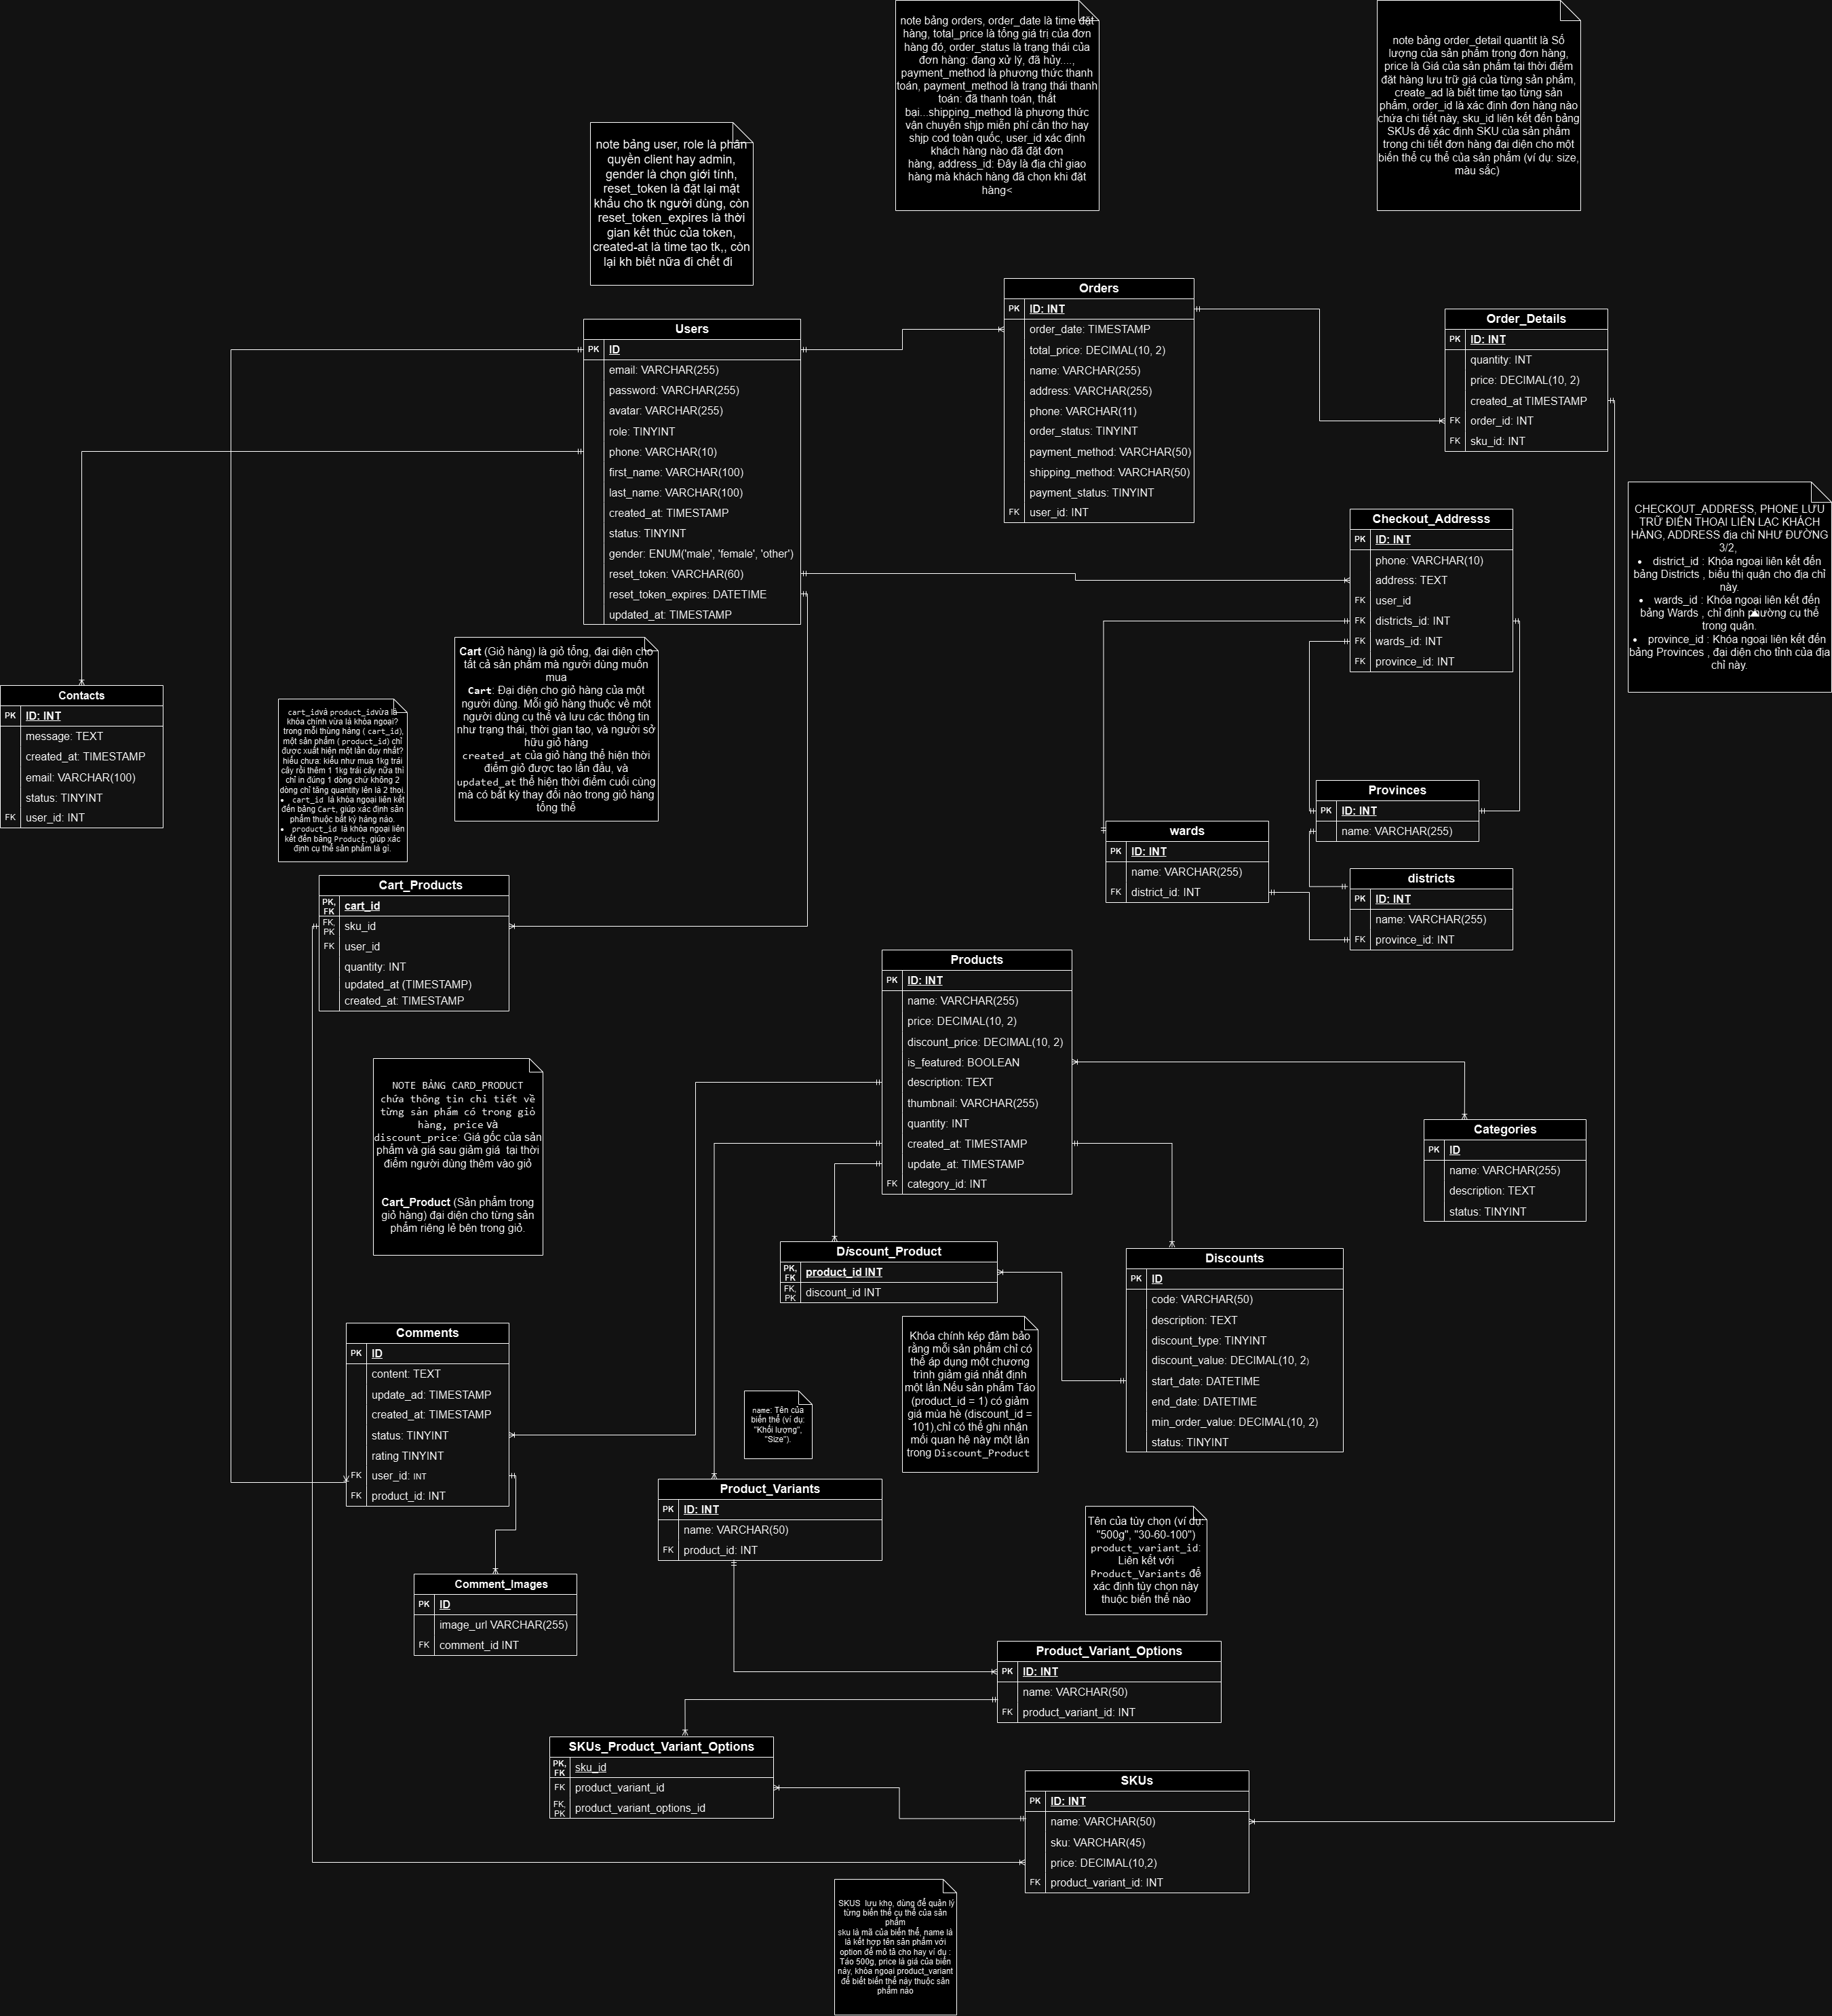 note bảng orders, order_date là time đặt
hàng, total_price là tổng giá trị của đơn
hàng đó, order_status là trạng thái của
đơn hàng: đang xử lý, đã hủy....,
payment_method là phương thức thanh
toán, payment_method là trạng thái thanh
toán: đã thanh toán, thất
bại...shipping_method là phương thức
vận chuyển shjp miễn phí cần thơ hay
shjp cod toàn quốc, user_id xác định
khách hàng nào đã đặt đơn
hàng, address_id: Đây là địa chỉ giao
hàng mà khách hàng đã chọn khi đặt
hàng<
note bảng order_detail quantit là Số
lượng của sản phẩm trong đơn hàng,
price là Giá của sản phẩm tại thời điểm
đặt hàng lưu trữ giá của từng sản phẩm,
create_ad là biết time tạo từng sản
phẩm, order_id là xác định đơn hàng nào
chứa chi tiết này, sku_id liên kết đến bảng
SKUs để xác định SKU của sản phẩm
trong chi tiết đơn hàng đại diện cho một
biến thể cụ thể của sản phẩm (ví dụ: size,
màu sắc)
note bảng user, role là phân
quyền client hay admin,
gender là chọn giới tính,
reset_token là đặt lại mật
khẩu cho tk người dùng, còn
reset_token_expires là thời
gian kết thúc của token,
created-at là time tạo tk,, còn
lại kh biết nữa đi chết đi
Orders
PK ID: INT
order_date: TIMESTAMP
total_price: DECIMAL(10, 2)
name: VARCHAR(255)
address: VARCHAR(255)
phone: VARCHAR(11)
order_status: TINYINT
payment_method: VARCHAR(50)
shipping_method: VARCHAR(50)
payment_status: TINYINT
FK user_id: INT
Order_Details
PK ID: INT
quantity: INT
price: DECIMAL(10, 2)
created_at TIMESTAMP
FK order_id: INT
FK sku_id: INT
Users
PK ID
email: VARCHAR(255)
password: VARCHAR(255)
avatar: VARCHAR(255)
role: TINYINT
phone: VARCHAR(10)
first_name: VARCHAR(100)
last_name: VARCHAR(100)
created_at: TIMESTAMP
status: TINYINT
gender: ENUM('male', 'female', 'other')
reset_token: VARCHAR(60)
reset_token_expires: DATETIME
updated_at: TIMESTAMP
CHECKOUT_ADDRESS, PHONE LƯU
TRỮ ĐIỆN THOẠI LIÊN LẠC KHÁCH
HÀNG, ADDRESS địa chỉ NHƯ ĐƯỜNG
3/2,
• district_id : Khóa ngoại liên kết đến
bảng Districts , biểu thị quận cho địa chỉ
này.
• wards_id : Khóa ngoại liên kết đến
bảng Wards , chỉ định phường cụ thể
trong quận.
• province_id : Khóa ngoại liên kết đến
bảng Provinces , đại diện cho tỉnh của địa
chỉ này.
Checkout_Addresss
PK ID: INT
phone: VARCHAR(10)
address: TEXT
FK user_id
FK districts_id: INT
FK wards_id: INT
FK province_id: INT
Cart (Giỏ hàng) là giỏ tổng, đại diện cho
tất cả sản phẩm mà người dùng muốn
mua
Cart: Đại diện cho giỏ hàng của một
người dùng. Mỗi giỏ hàng thuộc về một
người dùng cụ thể và lưu các thông tin
như trạng thái, thời gian tạo, và người sở
hữu giỏ hàng
created_at của giỏ hàng thể hiện thời
điểm giỏ được tạo lần đầu, và
updated_at thể hiện thời điểm cuối cùng
mà có bất kỳ thay đổi nào trong giỏ hàng
tổng thể
Contacts
PK ID: INT
message: TEXT
created_at: TIMESTAMP
email: VARCHAR(100)
status: TINYINT
FK user_id: INT
cart_idvà product_idvừa là
khóa chính vừa là khóa ngoại?
trong mỗi thùng hàng ( cart_id),
một sản phẩm ( product_id) chỉ
được xuất hiện một lần duy nhất?
hiểu chưa: kiểu như mua 1kg trái
cây rồi thêm 1 1kg trái cây nữa thì
chỉ in đúng 1 dòng chứ không 2
dòng chỉ tăng quantity lên là 2 thoi.
• cart_id là khóa ngoại liên kết
đến bảng Cart, giúp xác định sản
phẩm thuộc bất kỳ hàng nào.
• product_id là khóa ngoại liên
kết đến bảng Product, giúp xác
định cụ thể sản phẩm là gì.
Provinces
PK ID: INT
name: VARCHAR(255)
wards
PK ID: INT
name: VARCHAR(255)
FK district_id: INT
districts
PK ID: INT
name: VARCHAR(255)
FK province_id: INT
Cart_Products
PK, FK cart_id
FK, PK sku_id
FK user_id
quantity: INT
updated_at (TIMESTAMP)
created_at: TIMESTAMP
Products
PK ID: INT
name: VARCHAR(255)
price: DECIMAL(10, 2)
discount_price: DECIMAL(10, 2)
is_featured: BOOLEAN
description: TEXT
thumbnail: VARCHAR(255)
quantity: INT
created_at: TIMESTAMP
update_at: TIMESTAMP
FK category_id: INT
NOTE BẢNG CARD_PRODUCT
chứa thông tin chi tiết về
từng sản phẩm có trong giỏ
hàng, price và
discount_price: Giá gốc của sản
phẩm và giá sau giảm giá tại thời
điểm người dùng thêm vào giỏ
Cart_Product (Sản phẩm trong
giỏ hàng) đại diện cho từng sản
phẩm riêng lẻ bên trong giỏ.
Categories
PK ID
name: VARCHAR(255)
description: TEXT
status: TINYINT
Discount_Product
PK, FK product_id INT
FK, PK discount_id INT
Discounts
PK ID
code: VARCHAR(50)
description: TEXT
discount_type: TINYINT
discount_value: DECIMAL(10, 2)
start_date: DATETIME
end_date: DATETIME
min_order_value: DECIMAL(10, 2)
status: TINYINT
Khóa chính kép đảm bảo
rằng mỗi sản phẩm chỉ có
thể áp dụng một chương
trình giảm giá nhất định
một lần.Nếu sản phẩm Táo
(product_id = 1) có giảm
giá mùa hè (discount_id =
101),chỉ có thể ghi nhận
mối quan hệ này một lần
trong Discount_Product
Comments
PK ID
content: TEXT
update_ad: TIMESTAMP
created_at: TIMESTAMP
status: TINYINT
rating TINYINT
FK user_id: INT
FK product_id: INT
name: Tên của
biến thể (ví dụ:
"Khối lượng",
"Size").
Product_Variants
PK ID: INT
name: VARCHAR(50)
FK product_id: INT
Tên của tùy chọn (ví dụ:
"500g", "30-60-100")
product_variant_id:
Liên kết với
Product_Variants để
xác định tùy chọn này
thuộc biến thể nào
Comment_Images
PK ID
image_url VARCHAR(255)
FK comment_id INT
Product_Variant_Options
PK ID: INT
name: VARCHAR(50)
FK product_variant_id: INT
SKUs_Product_Variant_Options
PK, FK sku_id
FK product_variant_id
FK, PK product_variant_options_id
SKUs
PK ID: INT
name: VARCHAR(50)
sku: VARCHAR(45)
price: DECIMAL(10,2)
FK product_variant_id: INT
SKUS lưu kho, dùng để quản lý
từng biến thể cụ thể của sản
phẩm
sku là mã của biến thể, name là
là kết hợp tên sản phẩm với
option để mô tả cho hay ví dụ :
Táo 500g, price là giá của biến
này, khóa ngoại product_variant
để biết biến thể này thuộc sản
phẩm nào